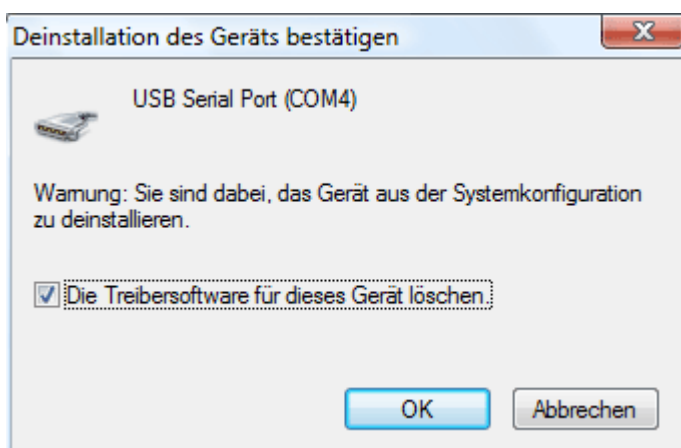 Deinstallation des Geräts bestätigen
USB Serial Port (COM4)
Warnung: Sie sind dabei, das Gerät aus der Systemkonfiguration
zu deinstallieren.
Die Treibersoftware für dieses Gerät löschen.
OK
Abbrechen